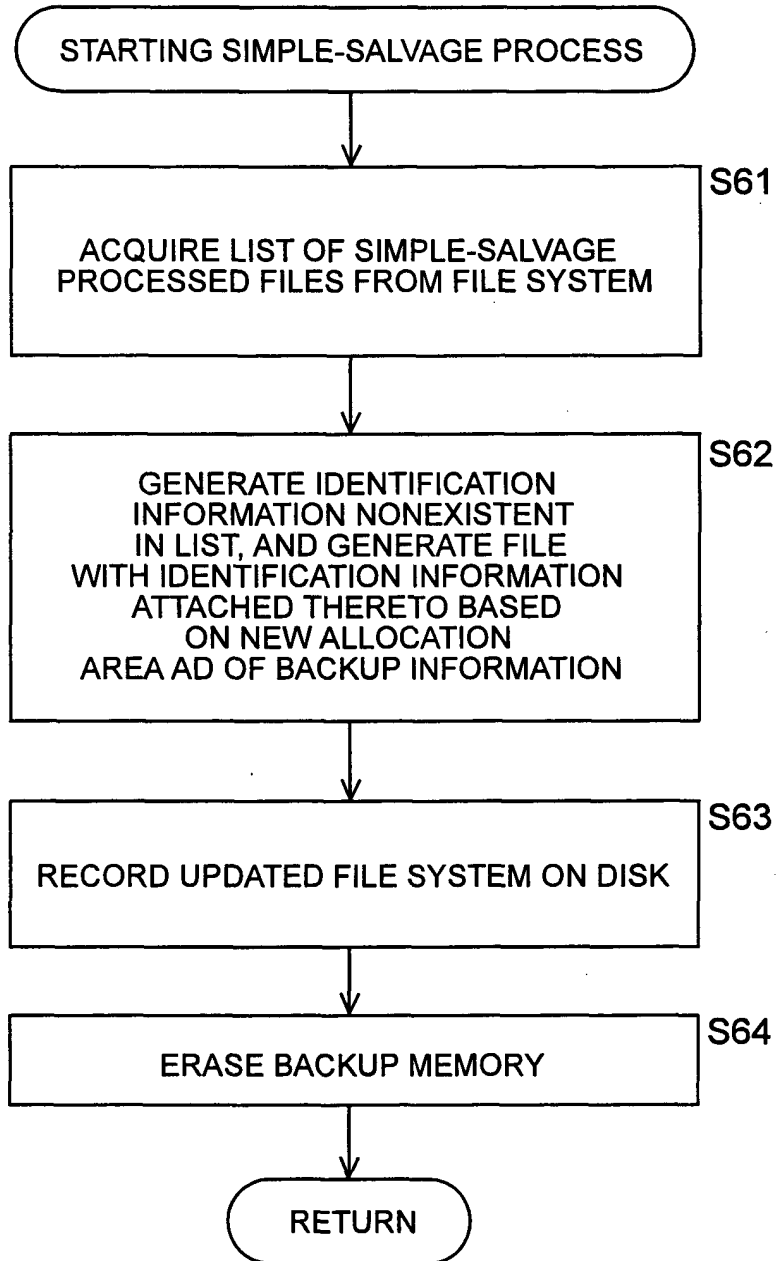 STARTING SIMPLE-SALVAGE PROCESS
S61
ACQUIRE LIST OF SIMPLE-SALVAGE
PROCESSED FILES FROM FILE SYSTEM
S62
GENERATE IDENTIFICATION
INFORMATION NONEXISTENT
IN LIST, AND GENERATE FILE
WITH IDENTIFICATION INFORMATION
ATTACHED THERETO BASED
ON NEW ALLOCATION
AREA AD OF BACKUP INFORMATION
S63
RECORD UPDATED FILE SYSTEM ON DISK
S64
ERASE BACKUP MEMORY
RETURN